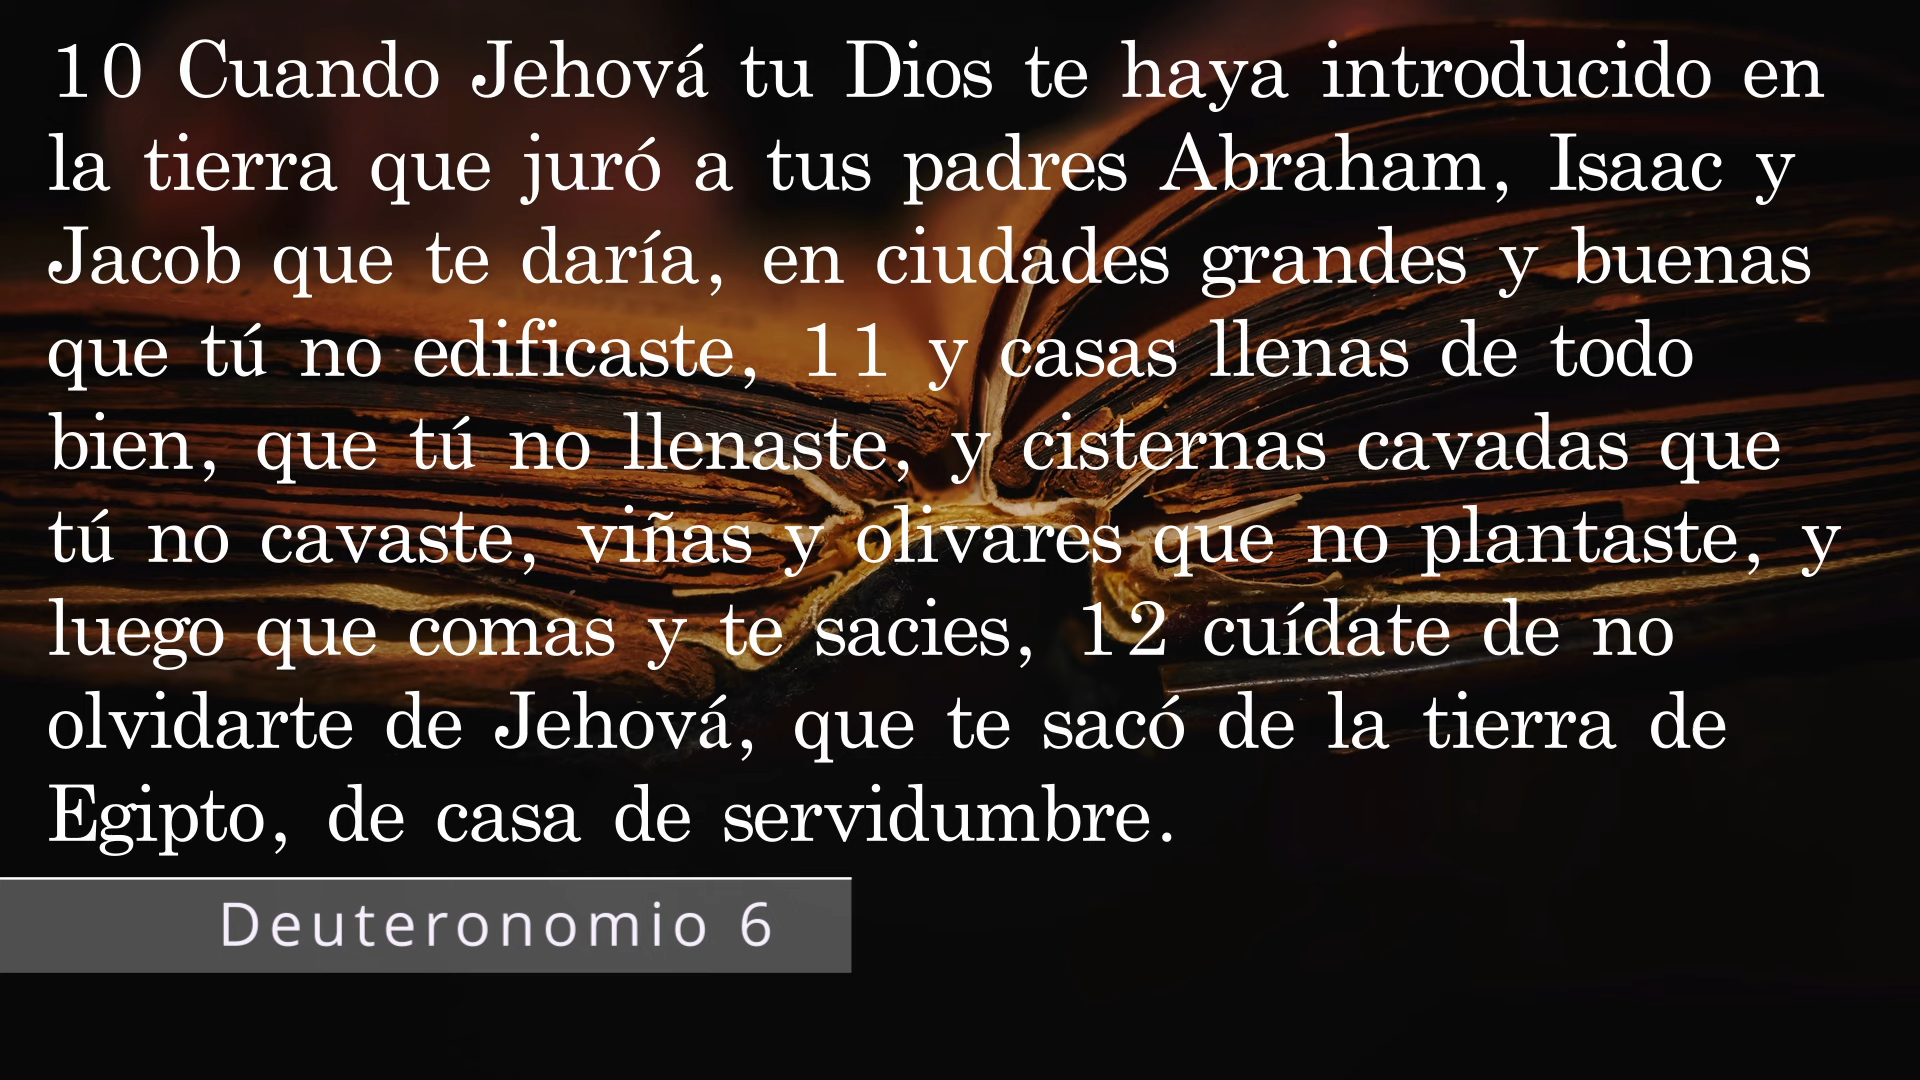 10 Cuando Jehová tu Dios te haya introducido en
la tierra que juró a tus padres Abraham, Isaac y
Jacob que te daría, en ciudades grandes y buenas
que tú no edificaste, 11 y casas llenas de todo
bien, que tú no llenaste, y cisternas cavadas que
tú no cavaste, viñas y olivares que no plantaste, y
luego que comas y te sacies, 12 cuídate de no
olvidarte de Jehová, que te sacó de la tierra de
Egipto, de casa de servidumbre.
Deuteronomio 6